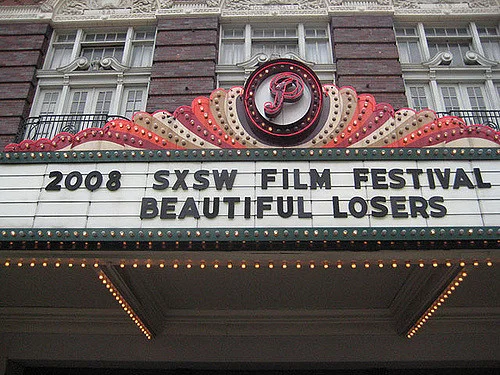 P
2008 SXSW FILM FESTIVAL
BEAUTIFUL LOSERS